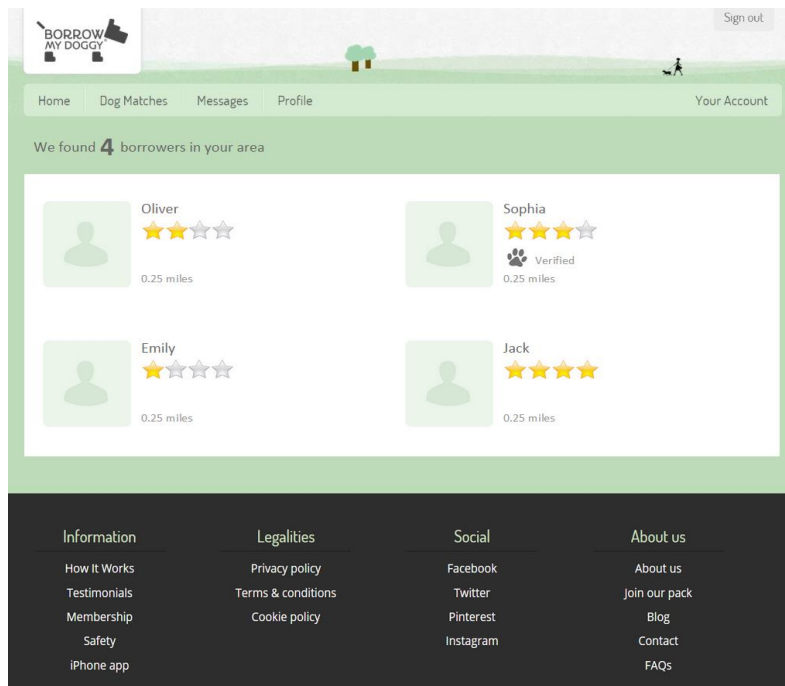 BORROW
MY DOGGY
Sign out
Home Dog Matches Messages Profile Your Account
We found 4 borrowers in your area
Oliver
0.25 miles
Sophia
Verified
0.25 miles
Emily
0.25 miles
Jack
0.25 miles
Information
How It Works
Testimonials
Membership
Safety
iPhone app
Legalities
Privacy policy
Terms & conditions
Cookie policy
Social
Facebook
Twitter
Pinterest
Instagram
About us
About us
Join our pack
Blog
Contact
FAQs